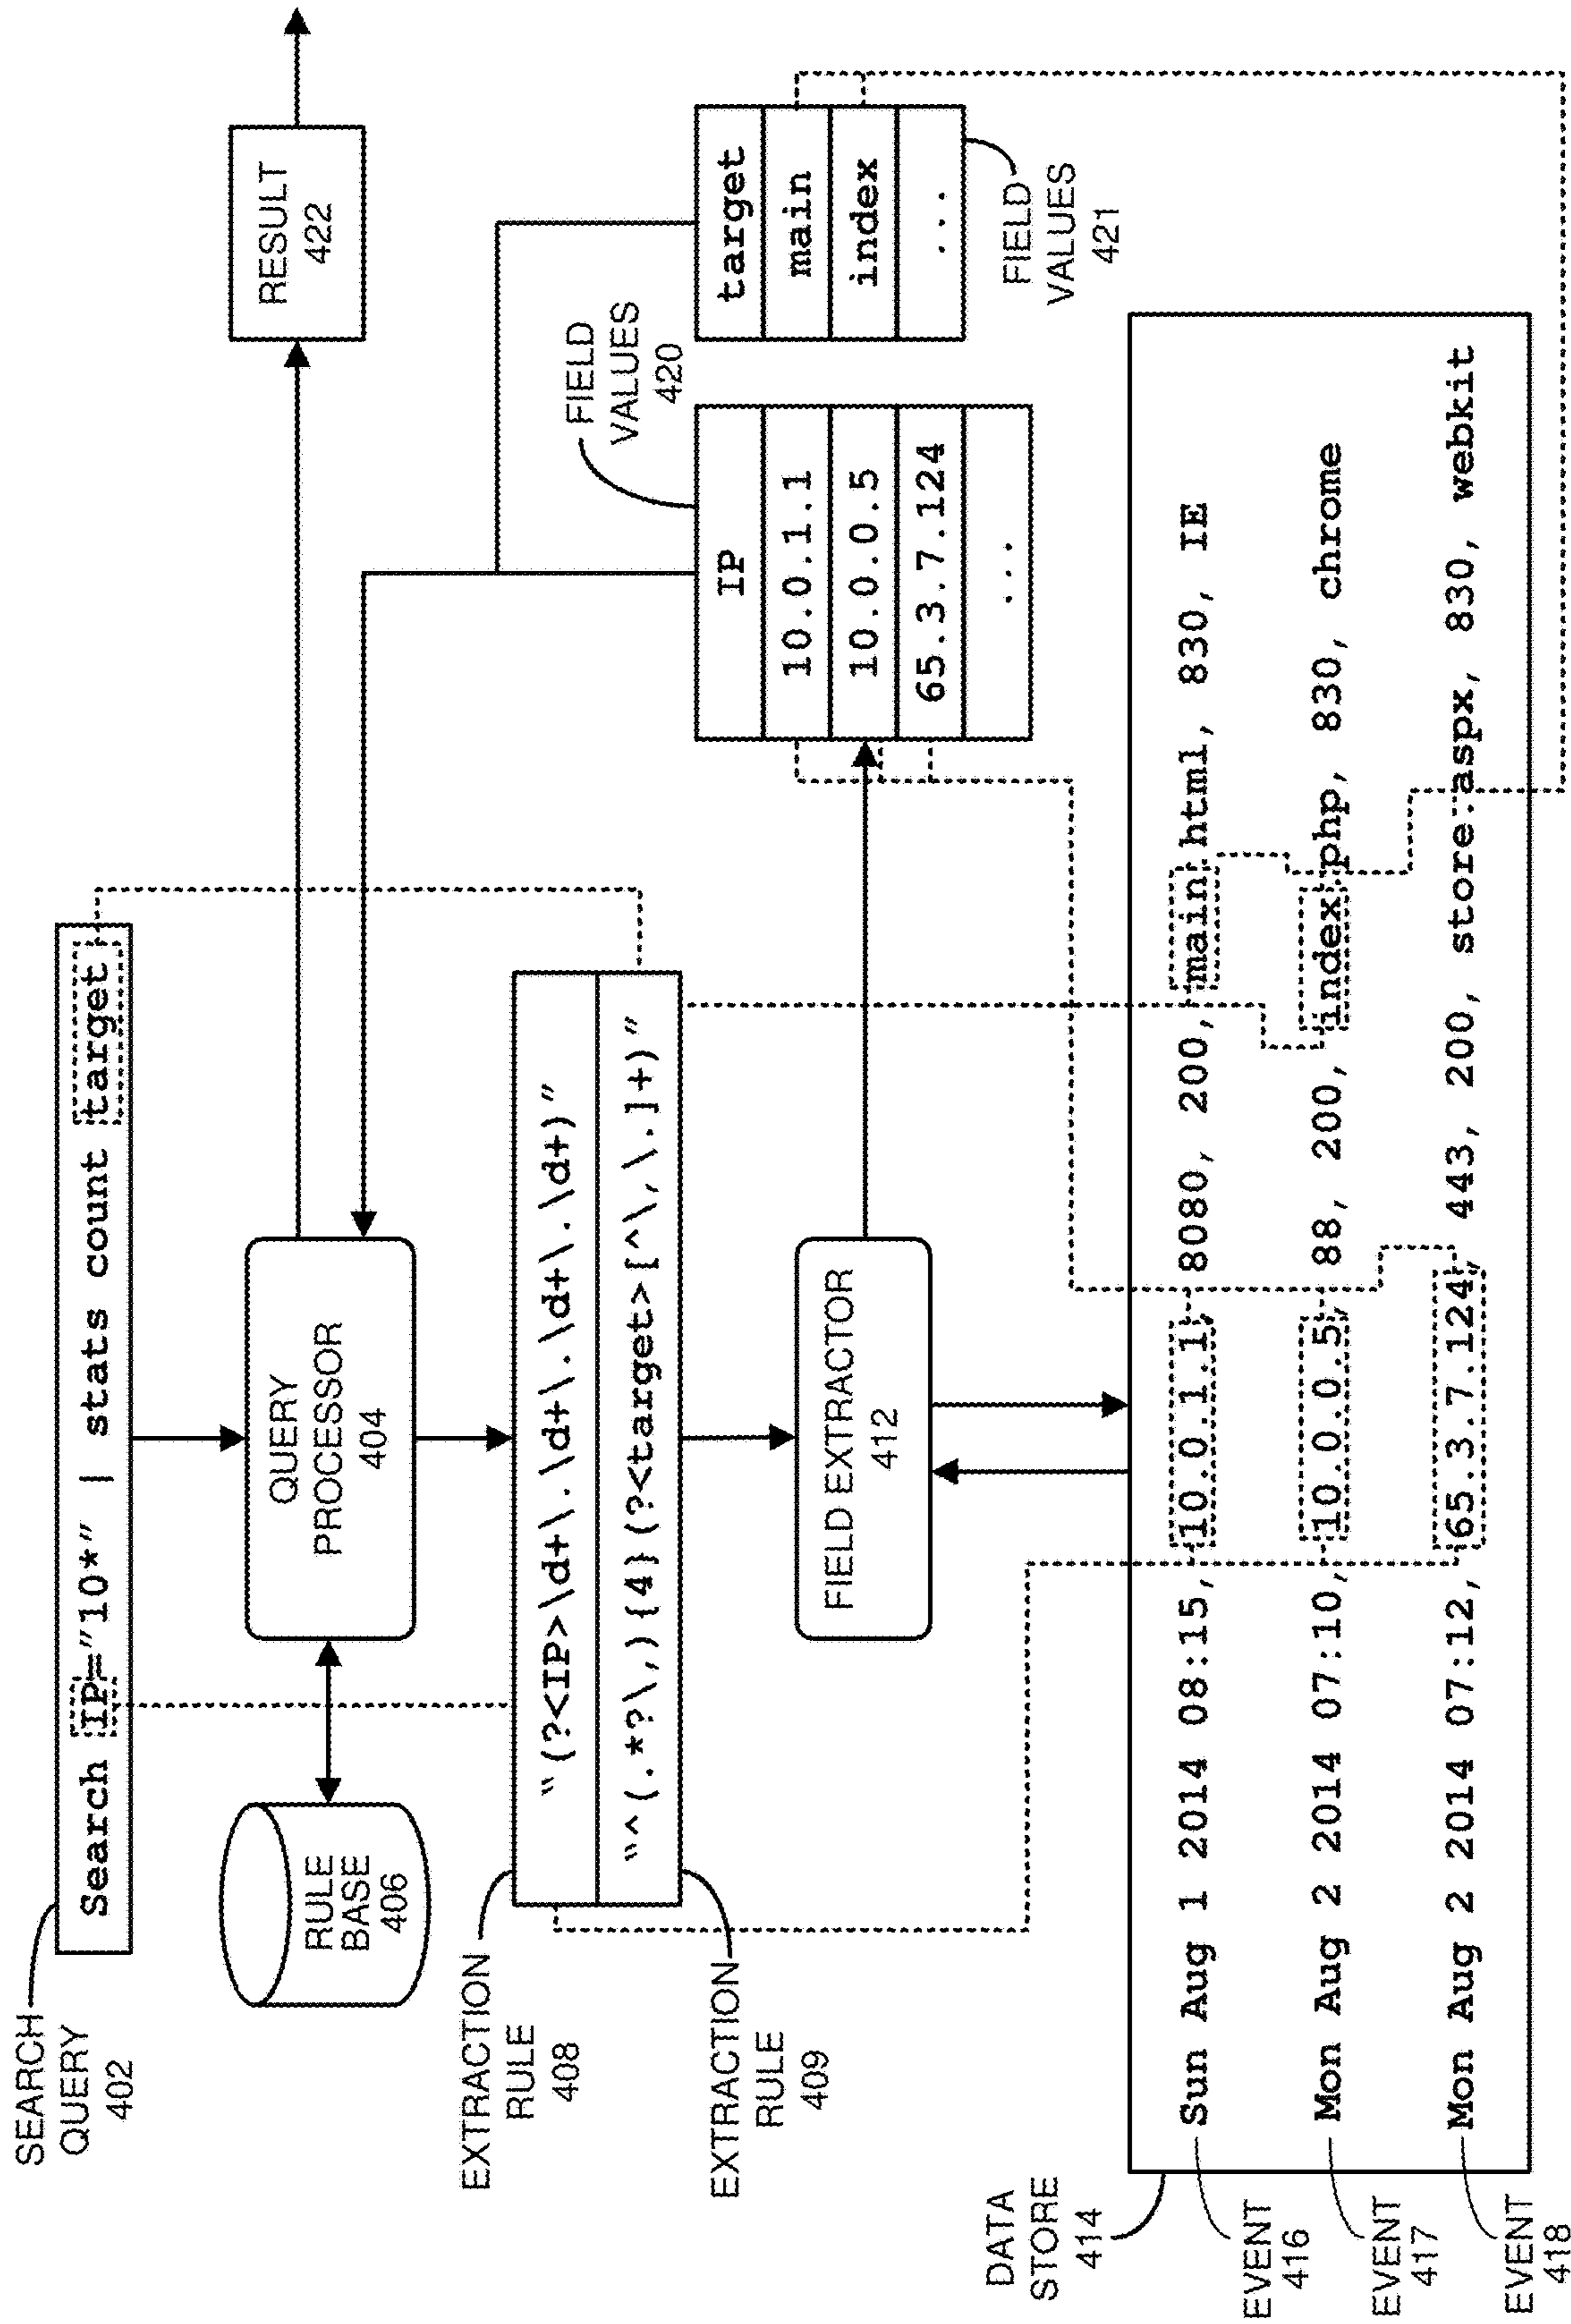 SEARCH
QUERY
402
Search IP="10*" | stats count target
RULE
BASE
406
QUERY
PROCESSOR
404
RESULT
422
EXTRACTION
RULE
408
"(?<IP>\d+\.\d+\.\d+\.\d+)"
"^(.*?\,){4}(?<target>[^\,\.]+)"
EXTRACTION
RULE
409
FIELD
VALUES
420
IP
10.0.1.1
10.0.0.5
65.3.7.124
...
target
main
index
...
FIELD
VALUES
421
FIELD EXTRACTOR
412
DATA
STORE
414
Sun Aug 1 2014 08:15, 10.0.1.1, 8080, 200, main.html, 830, IE
EVENT
416
Mon Aug 2 2014 07:10, 10.0.0.5, 88, 200, index.php, 830, chrome
EVENT
417
Mon Aug 2 2014 07:12, 65.3.7.124, 443, 200, store.aspx, 830, webkit
EVENT
418